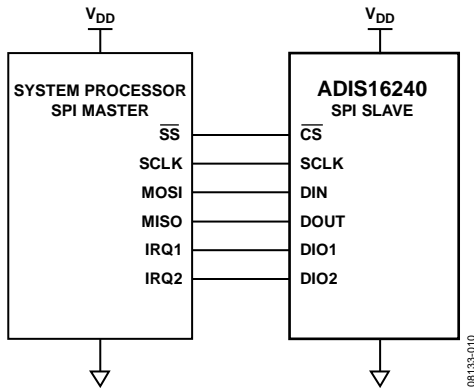 VDD
VDD
SYSTEM PROCESSOR
SPI MASTER
ADIS16240
SPI SLAVE
SS
CS
SCLK
SCLK
MOSI
DIN
MISO
DOUT
IRQ1
DIO1
IRQ2
DIO2
08133-010